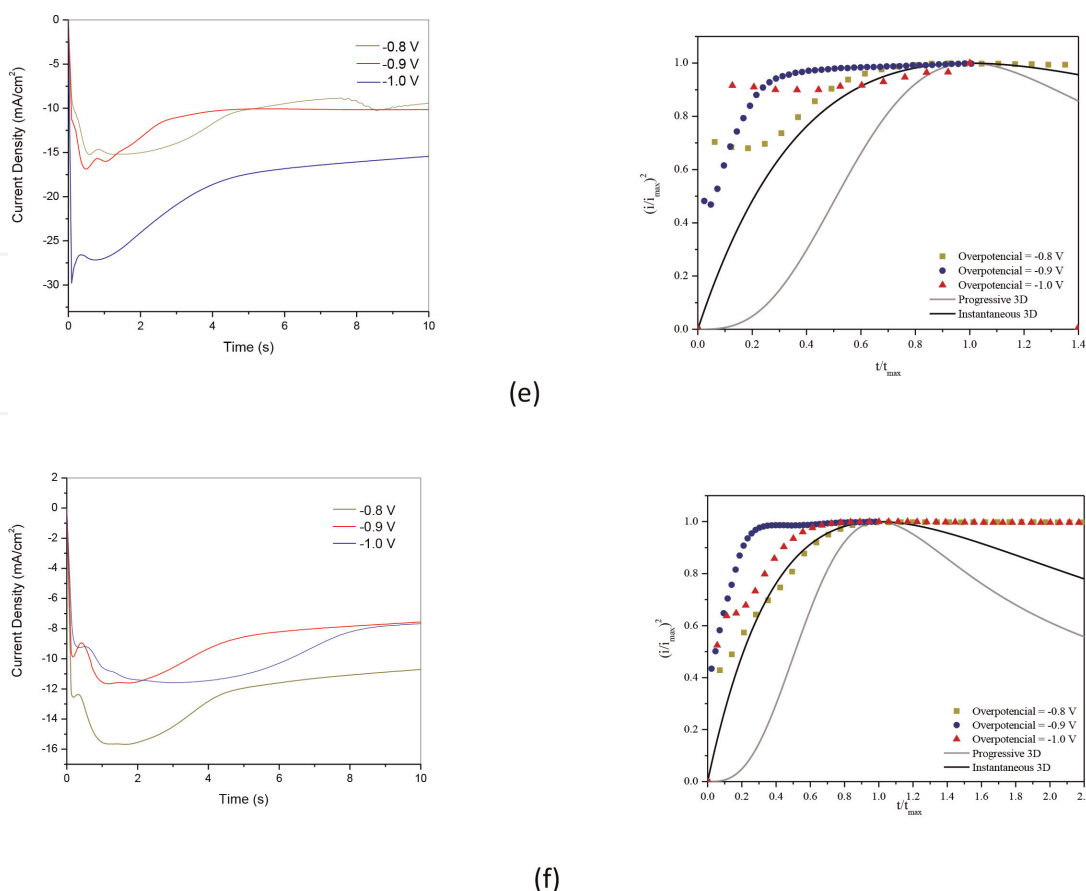 0
-5
-10
-15
-20
-25
-30
0
2
4
6
8
10
Current Density (mA/cm²)
Time (s)
-0.8 V
-0.9 V
-1.0 V
1.0
0.8
0.6
0.4
0.2
0.0
0.0
0.2
0.4
0.6
0.8
1.0
1.2
1.4
(i/imax)²
t/tmax
Overpotencial = -0.8 V
Overpotencial = -0.9 V
Overpotencial = -1.0 V
Progressive 3D
Instantaneous 3D
(e)
2
0
-2
-4
-6
-8
-10
-12
-14
-16
0
2
4
6
8
10
Current Density (mA/cm²)
Time (s)
-0.8 V
-0.9 V
-1.0 V
1.0
0.8
0.6
0.4
0.2
0.0
0.0
0.2
0.4
0.6
0.8
1.0
1.2
1.4
1.6
1.8
2.0
2.2
(i/imax)²
t/tmax
Overpotencial = -0.8 V
Overpotencial = -0.9 V
Overpotencial = -1.0 V
Progressive 3D
Instantaneous 3D
(f)